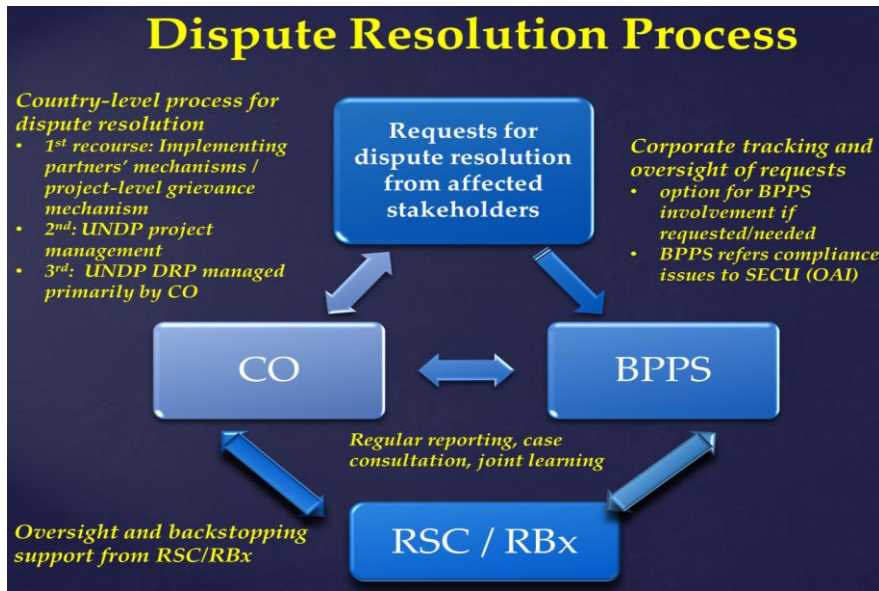 Dispute Resolution Process
Country-level process for
dispute resolution
• 1st recourse: Implementing
partners' mechanisms /
project-level grievance
mechanism
• 2nd: UNDP project
management
• 3rd: UNDP DRP managed
primarily by CO
Requests for
dispute resolution
from affected
stakeholders
Corporate tracking and
oversight of requests
• option for BPPS
involvement if
requested/needed
• BPPS refers compliance
issues to SECU (OAI)
CO
BPPS
Regular reporting, case
consultation, joint learning
Oversight and backstopping
support from RSC/RBx
RSC / RBx